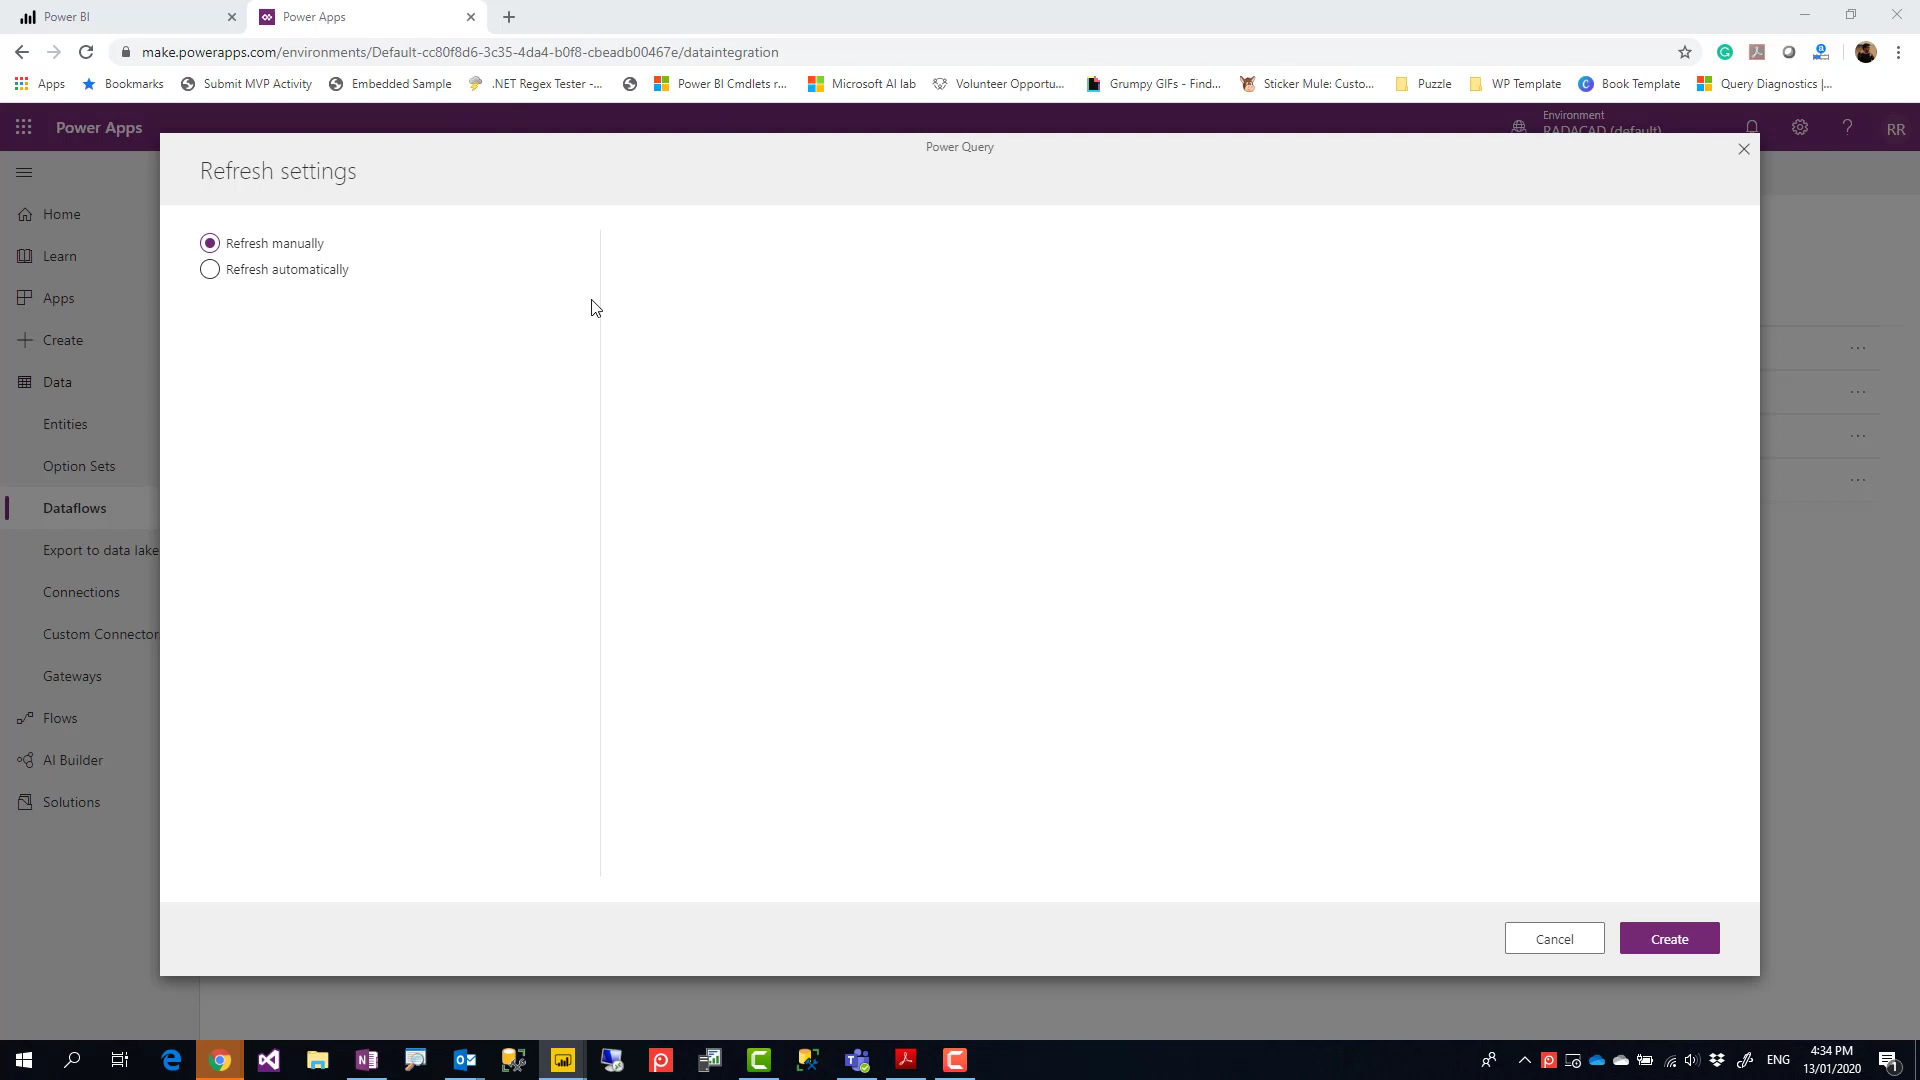 Power BI
Power Apps
make.powerapps.com/environments/Default-cc80f8d6-3c35-4da4-b0f8-cbeadb00467e/dataintegration
Apps
Bookmarks
Submit MVP Activity
Embedded Sample
.NET Regex Tester -...
Power BI Cmdlets r...
Microsoft AI lab
Volunteer Opportu...
Grumpy GIFs - Find...
Sticker Mule: Custo...
Puzzle
WP Template
Book Template
Query Diagnostics |...
Power Apps
Environment
RADACAD (default)
RR
Power Query
Refresh settings
Refresh manually
Refresh automatically
Home
Learn
Apps
Create
Data
Entities
Option Sets
Dataflows
Export to data lake
Connections
Custom Connector
Gateways
Flows
AI Builder
Solutions
Cancel
Create
ENG
4:34 PM
13/01/2020
1